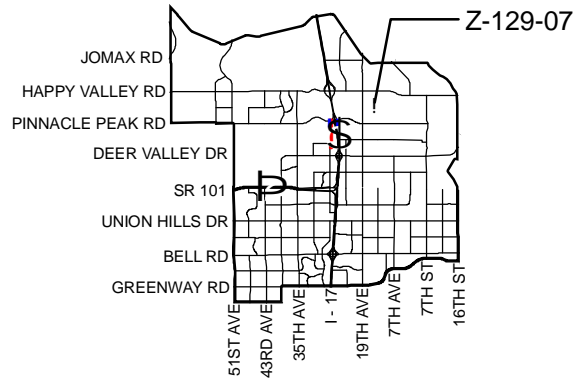 Z-129-07
JOMAX RD
HAPPY VALLEY RD
PINNACLE PEAK RD
S
DEER VALLEY DR
P
SR 101
UNION HILLS DR
BELL RD
GREENWAY RD
51ST AVE
43RD AVE
35TH AVE
I - 17
19TH AVE
7TH AVE
7TH ST
16TH ST